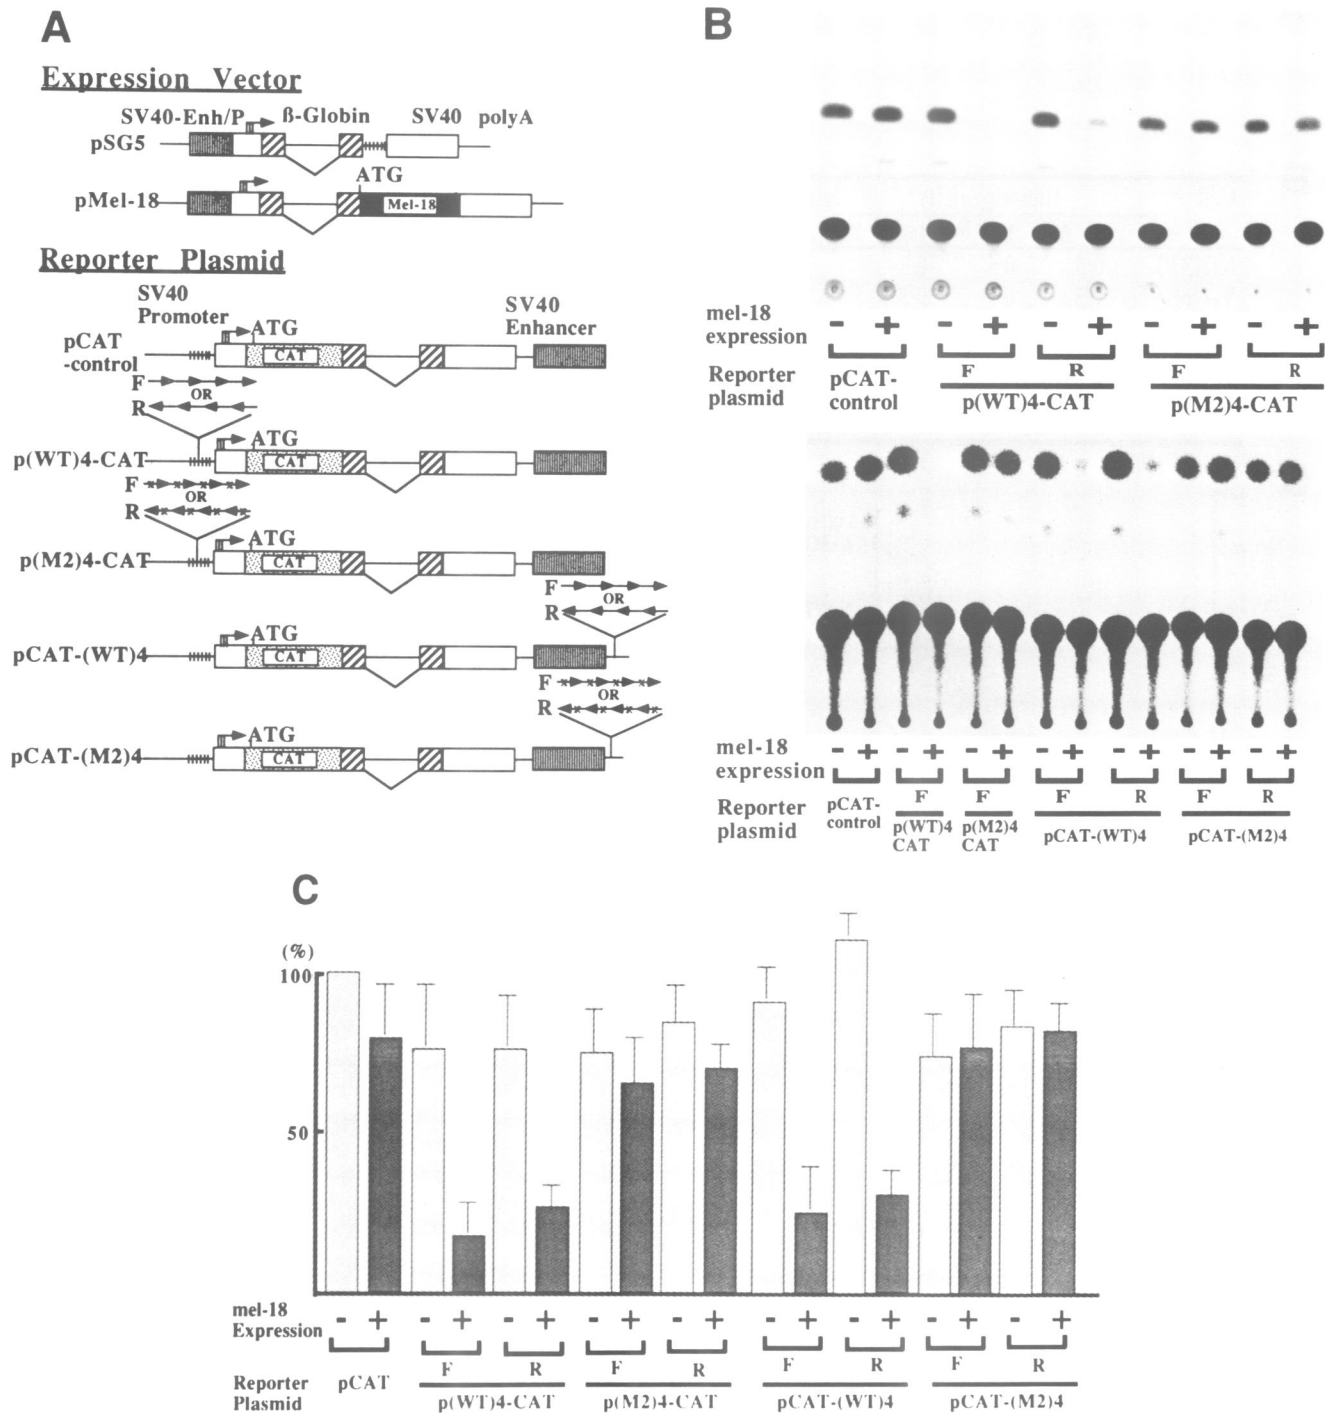 A
Expression Vector
SV40-Enh/P ß-Globin SV40 polyA
pSG5
ATG
pMel-18
Mel-18
Reporter Plasmid
SV40
Promoter
SV40
Enhancer
ATG
pCAT
-control
CAT
F
OR
R
ATG
p(WT)4-CAT
CAT
F
OR
R
ATG
p(M2)4-CAT
CAT
F
OR
R
ATG
pCAT-(WT)4
CAT
F
OR
R
ATG
pCAT-(M2)4
CAT
B
mel-18
expression
- + - + - + - + - +
Reporter
plasmid
pCAT-
control
F R F R
p(WT)4-CAT p(M2)4-CAT
mel-18
expression
- + - + - + - + - + - + - +
Reporter
plasmid
pCAT-
control
F F F R F R
p(WT)4
CAT
p(M2)4
CAT
pCAT-(WT)4 pCAT-(M2)4
C
(%)
100
50
mel-18
Expression
- + - + - + - + - + - + - + - + - +
Reporter
Plasmid
pCAT
F R F R F R F R
p(WT)4-CAT p(M2)4-CAT pCAT-(WT)4 pCAT-(M2)4